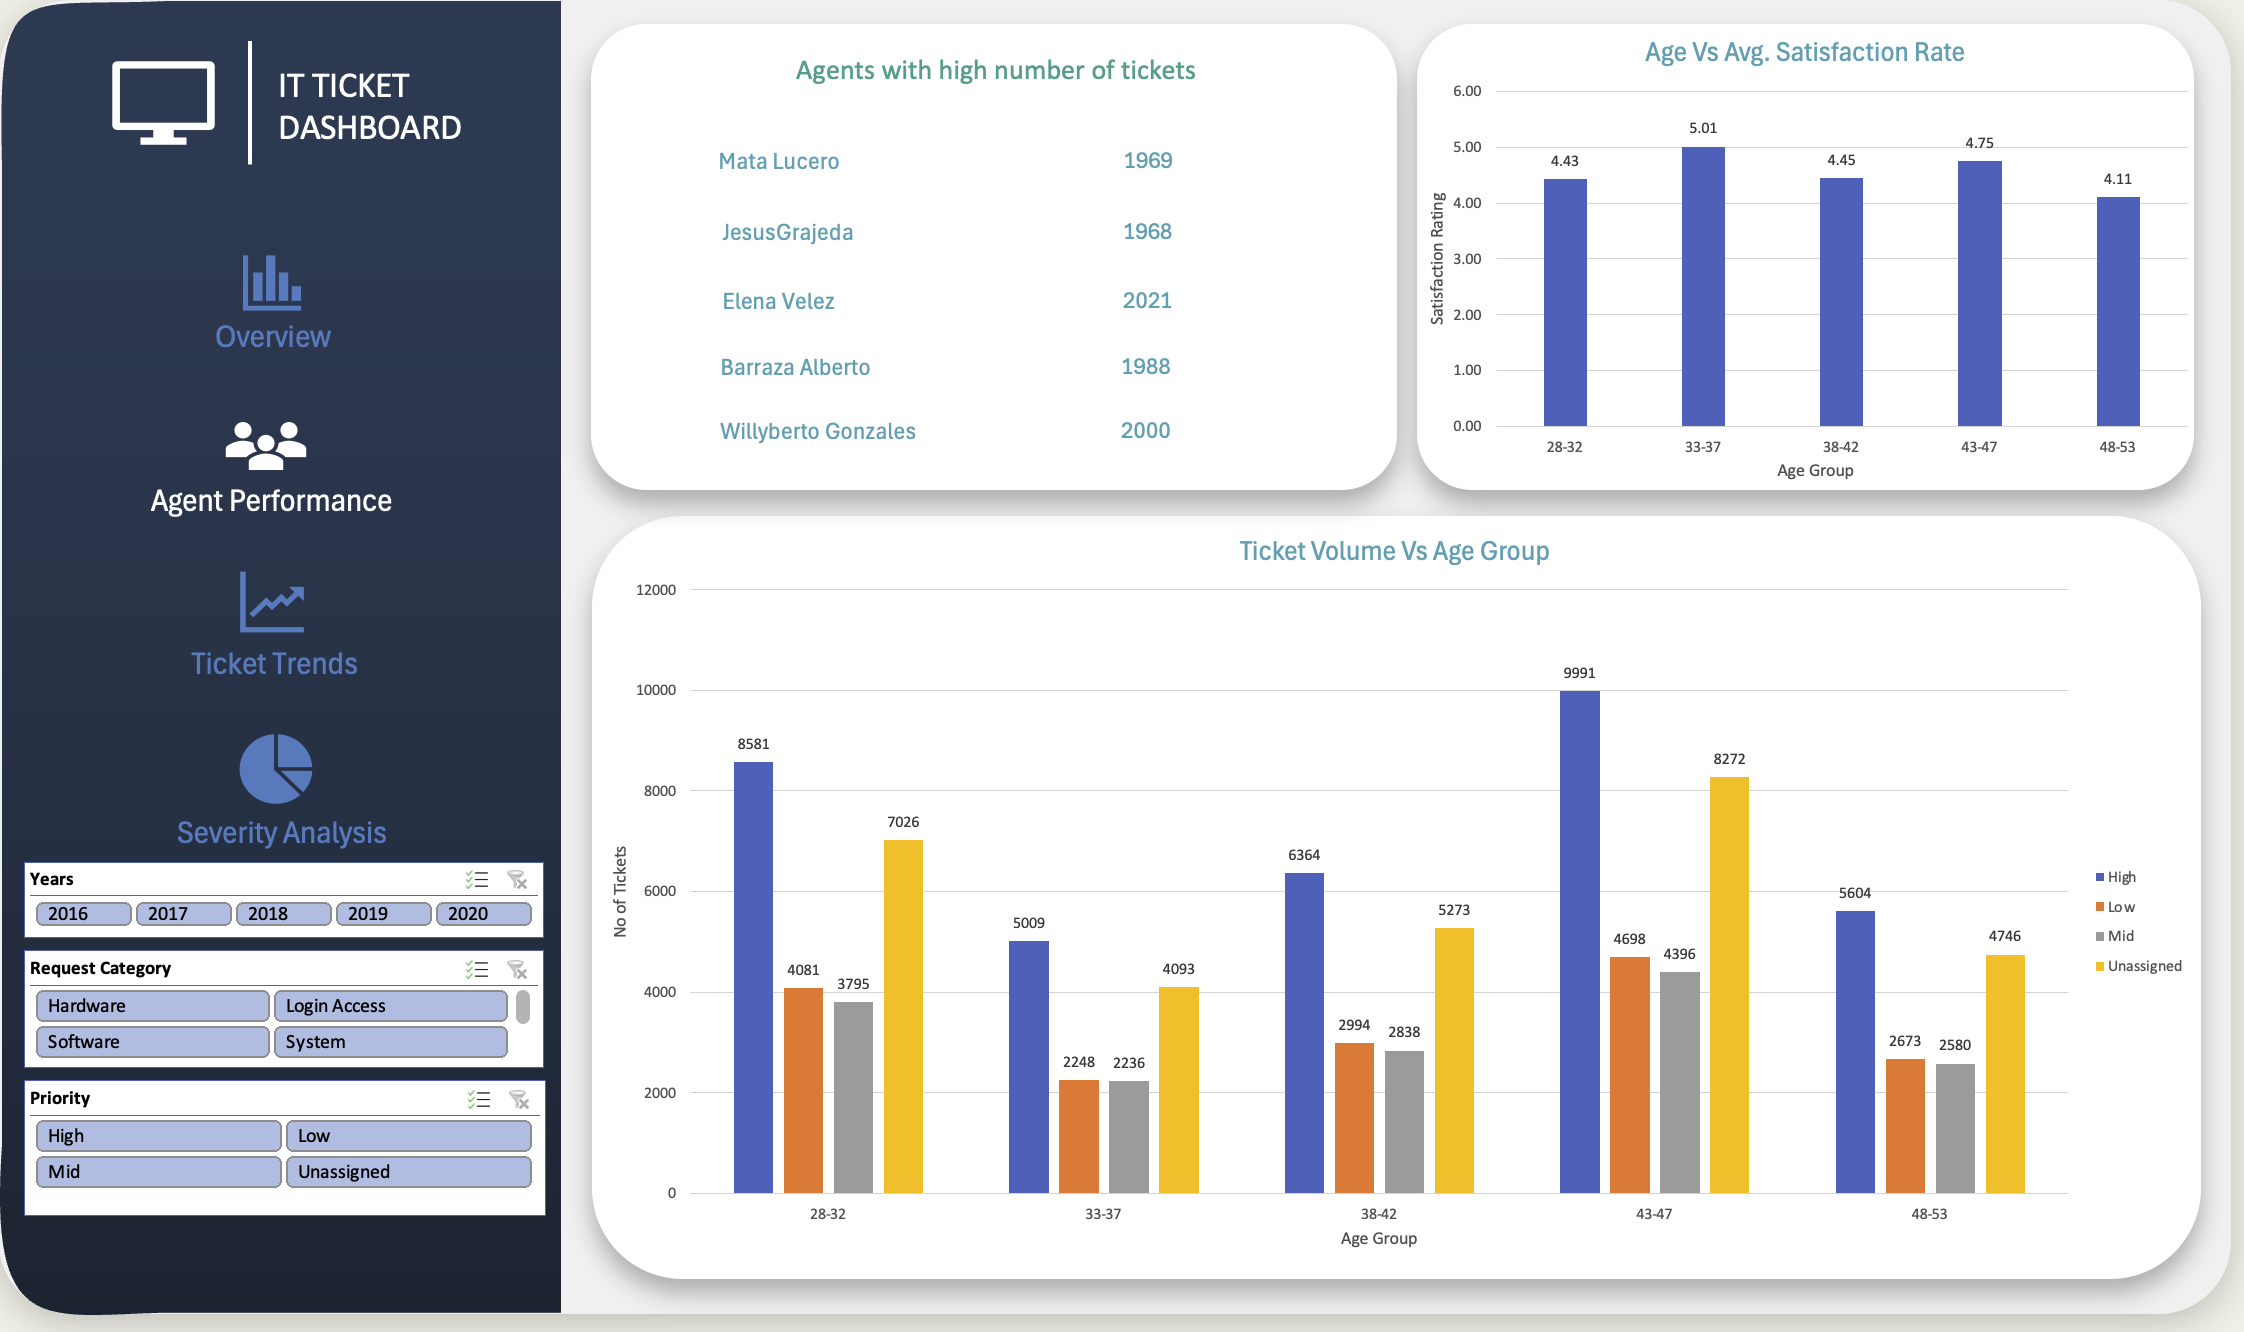 IT TICKET
DASHBOARD
Overview
Agent Performance
Ticket Trends
Severity Analysis
Years
2016 2017 2018 2019 2020
Request Category
Hardware Login Access
Software System
Priority
High Low
Mid Unassigned
Agents with high number of tickets
Mata Lucero 1969
JesusGrajeda 1968
Elena Velez 2021
Barraza Alberto 1988
Willyberto Gonzales 2000
Age Vs Avg. Satisfaction Rate
Satisfaction Rating
6.00
5.00
4.00
3.00
2.00
1.00
0.00
4.43 5.01 4.45 4.75 4.11
28-32 33-37 38-42 43-47 48-53
Age Group
Ticket Volume Vs Age Group
No of Tickets
12000
10000
8000
6000
4000
2000
0
8581 4081 3795 7026
5009 2248 2236 4093
6364 2994 2838 5273
9991 4698 4396 8272
5604 2673 2580 4746
28-32 33-37 38-42 43-47 48-53
Age Group
High
Low
Mid
Unassigned